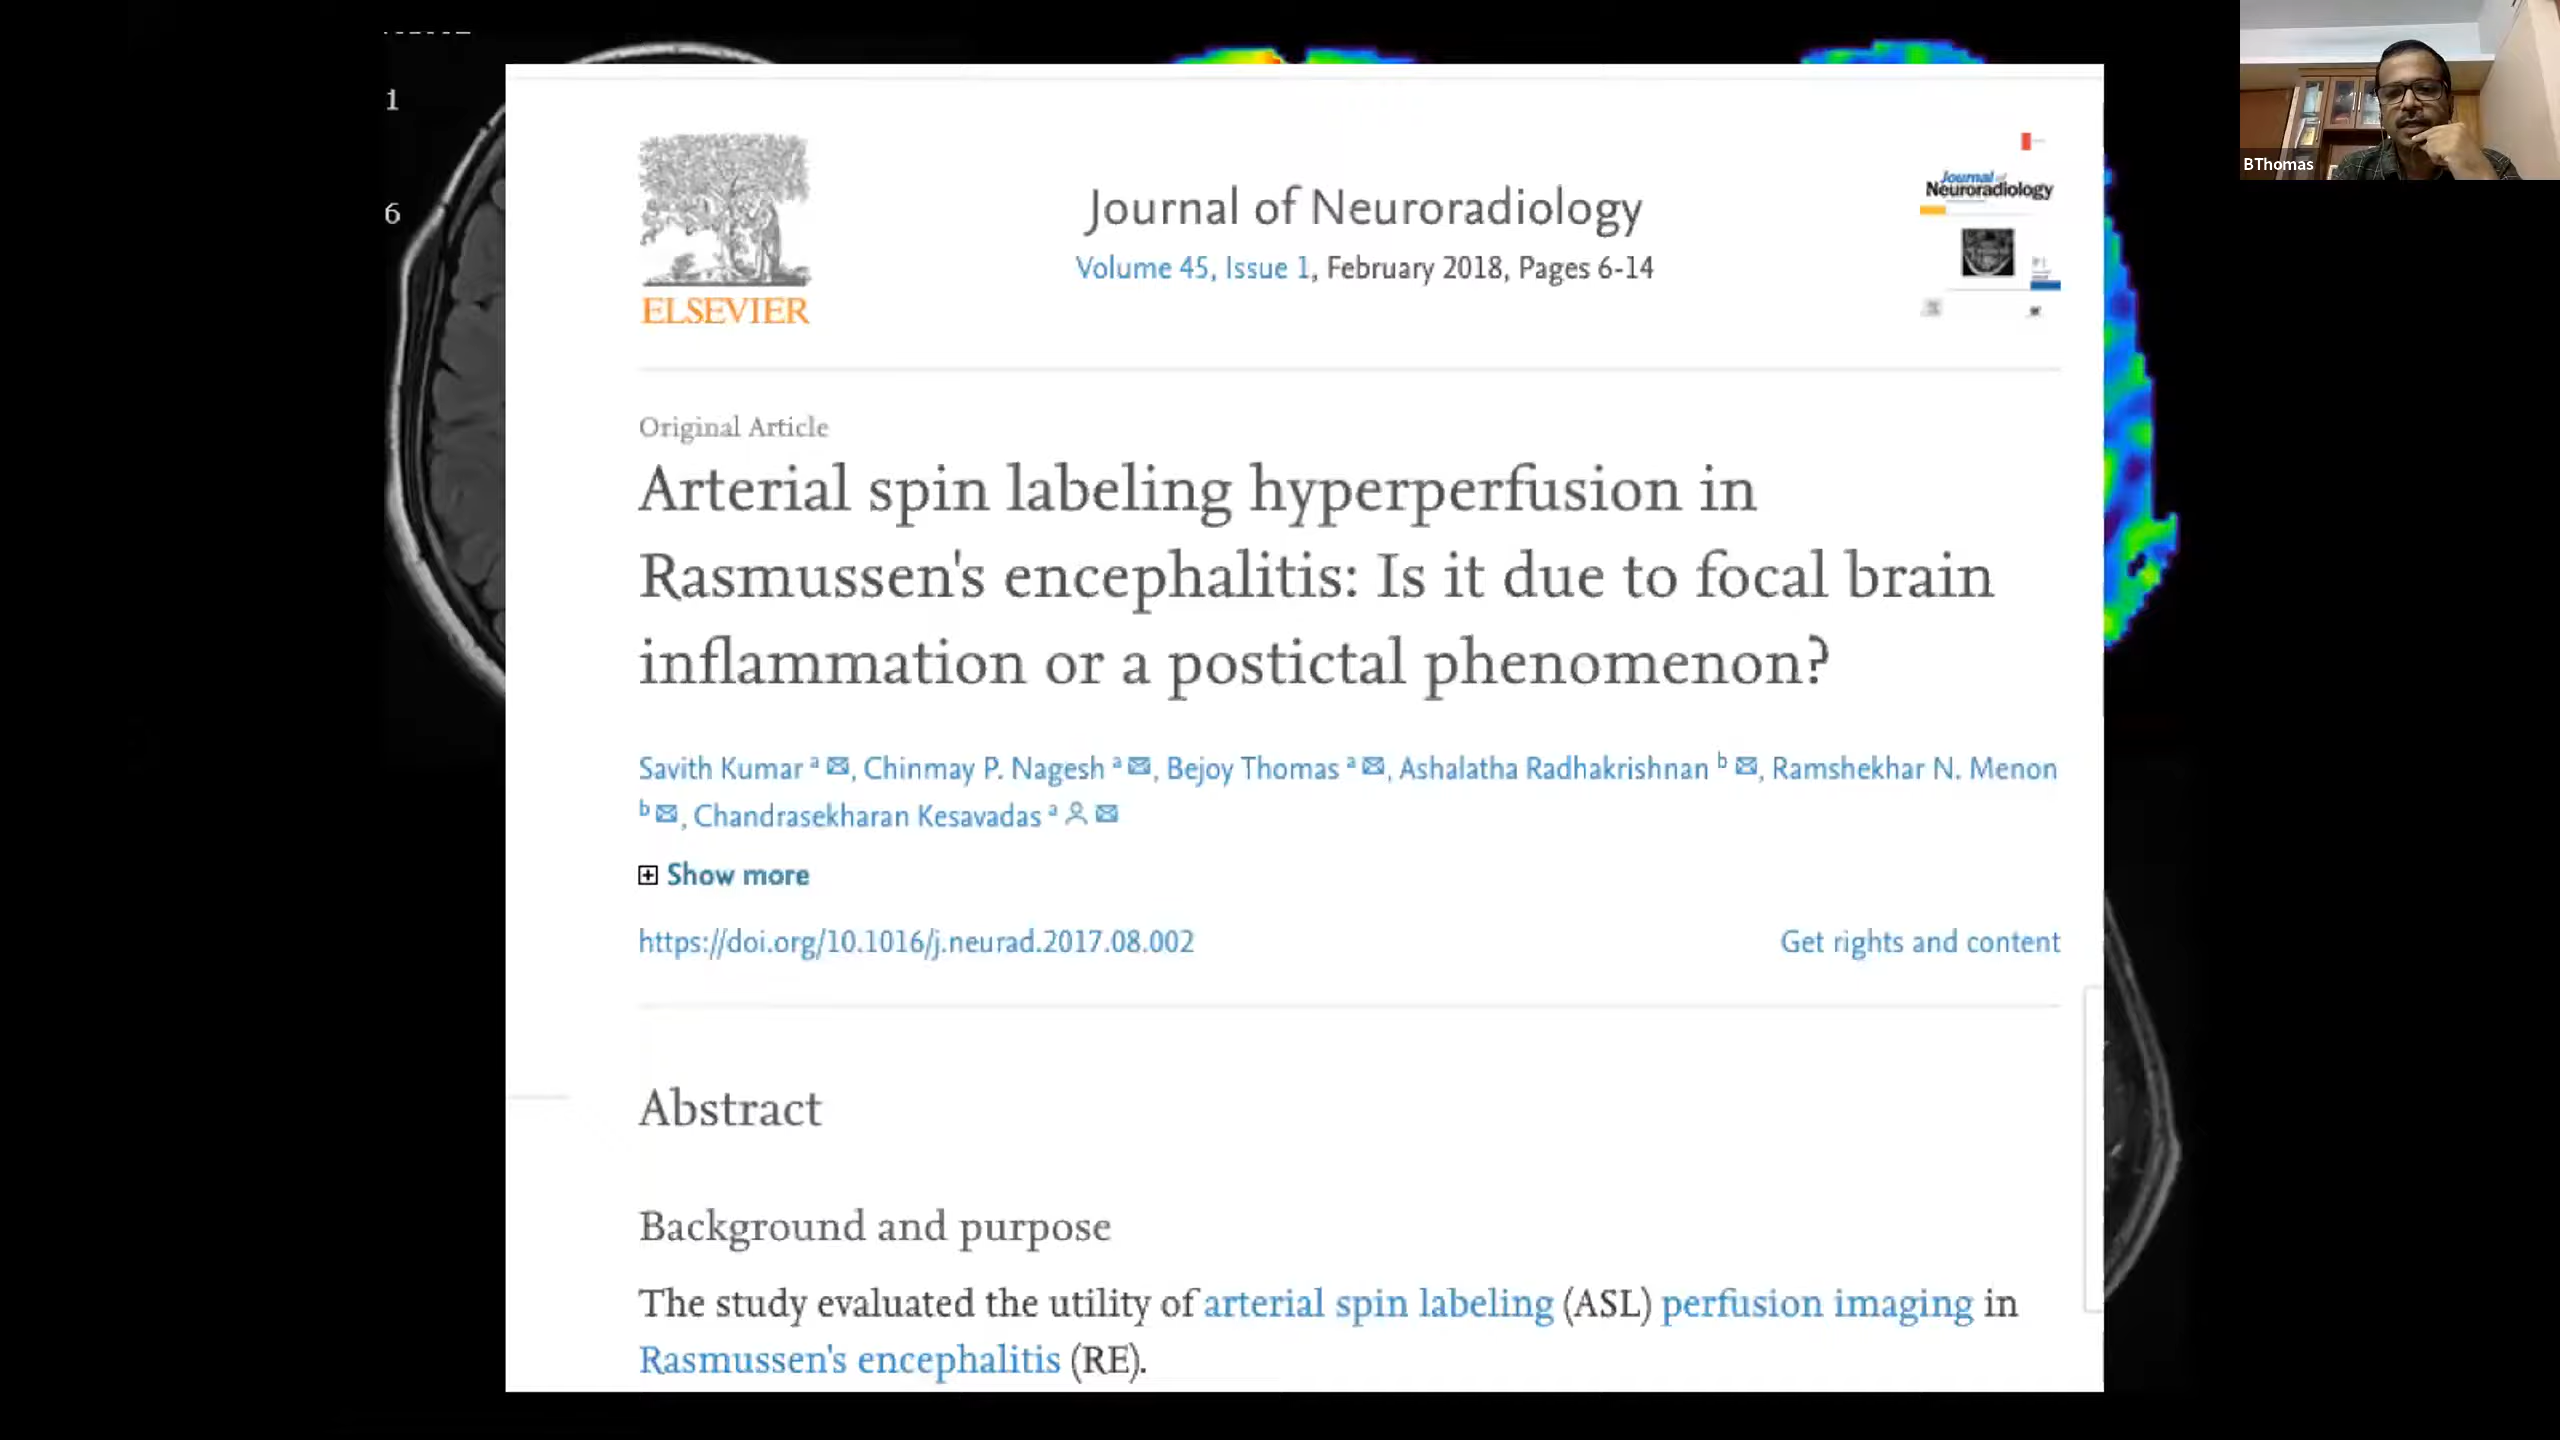 1
6
BThomas
ELSEVIER
Journal of Neuroradiology
Volume 45, Issue 1, February 2018, Pages 6-14
Journal of
Neuroradiology
Original Article
Arterial spin labeling hyperperfusion in
Rasmussen's encephalitis: Is it due to focal brain
inflammation or a postictal phenomenon?
Savith Kumar a, Chinmay P. Nagesh a, Bejoy Thomas a, Ashalatha Radhakrishnan b, Ramshekhar N. Menon
b, Chandrasekharan Kesavadas a
Show more
https://doi.org/10.1016/j.neurad.2017.08.002
Get rights and content
Abstract
Background and purpose
The study evaluated the utility of arterial spin labeling (ASL) perfusion imaging in
Rasmussen's encephalitis (RE).